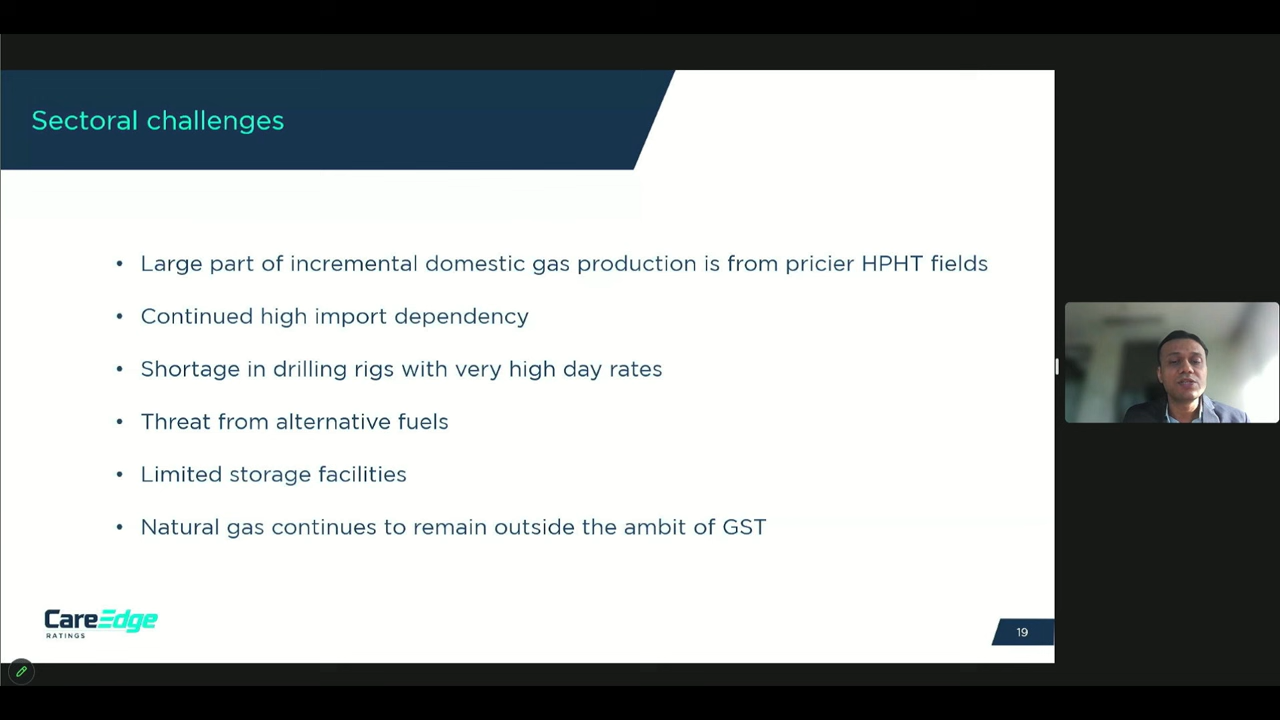 Sectoral challenges
• Large part of incremental domestic gas production is from pricier HPHT fields
• Continued high import dependency
• Shortage in drilling rigs with very high day rates
• Threat from alternative fuels
• Limited storage facilities
• Natural gas continues to remain outside the ambit of GST
CareEdge
RATINGS
19